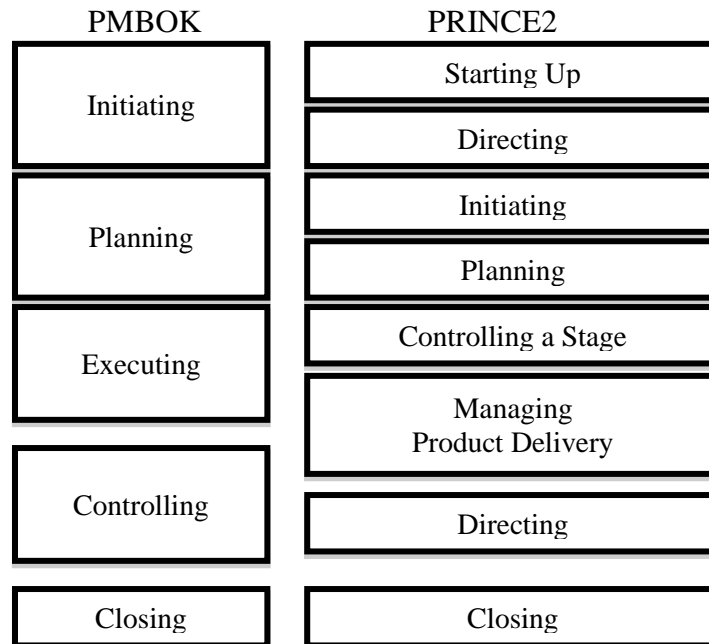 PMBOK
PRINCE2
Initiating
Starting Up
Directing
Planning
Initiating
Planning
Executing
Controlling a Stage
Managing
Product Delivery
Controlling
Directing
Closing
Closing